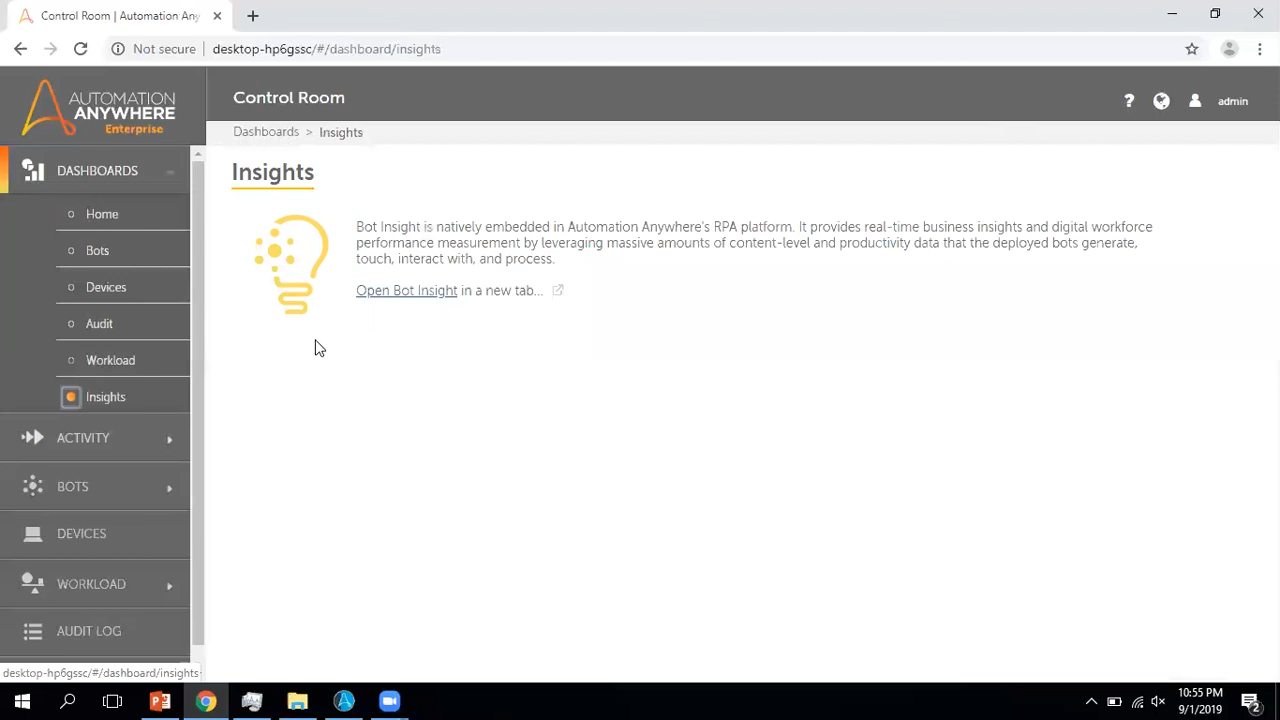 Control Room | Automation Any
Not secure
desktop-hp6gssc/#/dashboard/insights
AUTOMATION
ANYWHERE
Enterprise
Control Room
?
admin
Dashboards > Insights
DASHBOARDS
Home
Bots
Devices
Audit
Workload
Insights
ACTIVITY
BOTS
DEVICES
WORKLOAD
AUDIT LOG
Insights
Bot Insight is natively embedded in Automation Anywhere's RPA platform. It provides real-time business insights and digital workforce
performance measurement by leveraging massive amounts of content-level and productivity data that the deployed bots generate,
touch, interact with, and process.
Open Bot Insight in a new tab...
desktop-hp6gssc/#/dashboard/insights
10:55 PM
9/1/2019
2